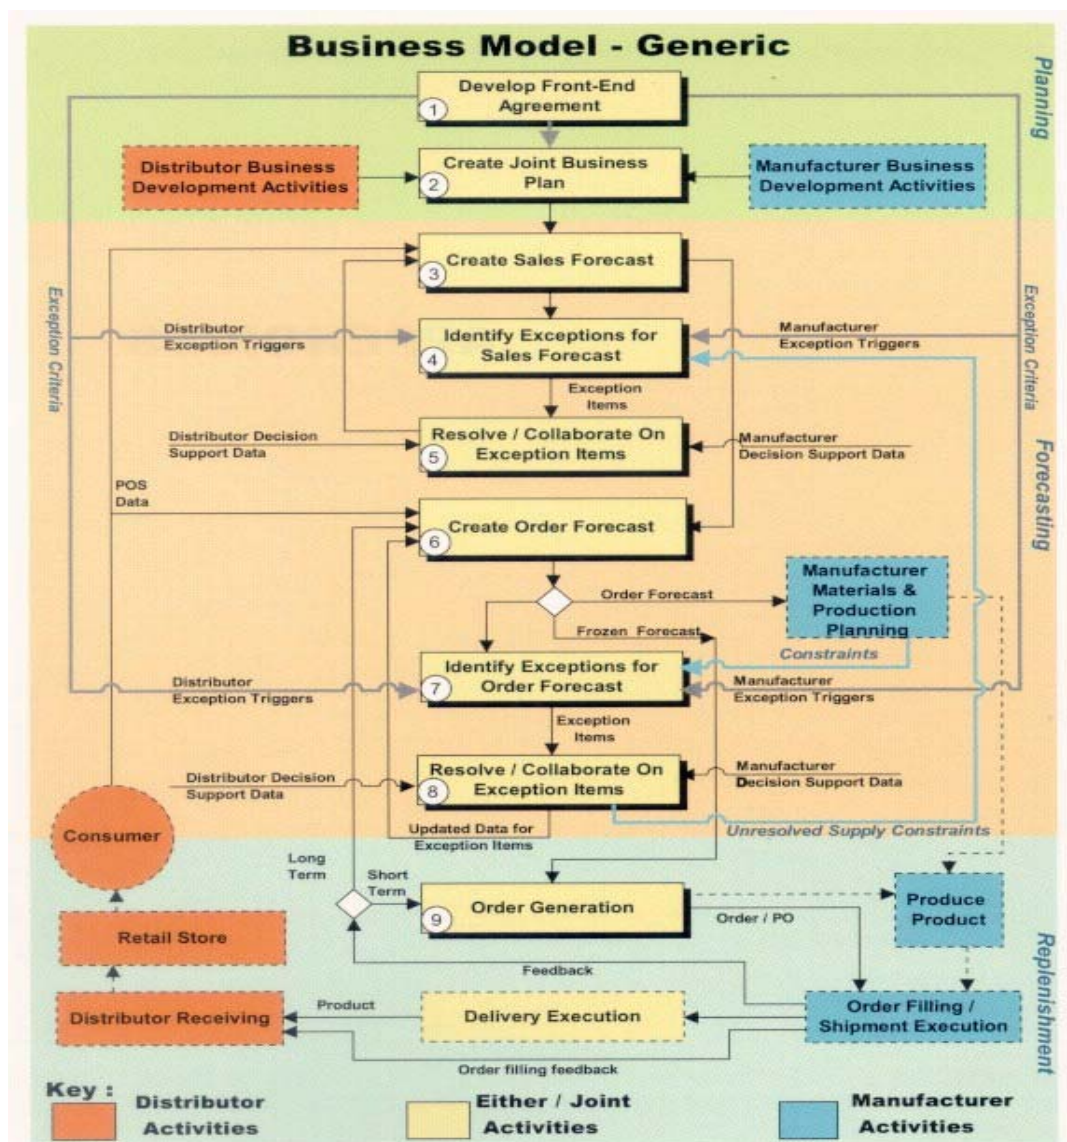 Business Model - Generic
Planning
Develop Front-End
Agreement
1
Distributor Business
Development Activities
Create Joint Business
Plan
2
Manufacturer Business
Development Activities
Create Sales Forecast
3
Exception Criteria
Distributor
Exception Triggers
Identify Exceptions for
Sales Forecast
4
Manufacturer
Exception Triggers
Exception Criteria
Exception
Items
Distributor Decision
Support Data
Resolve / Collaborate On
Exception Items
5
Manufacturer
Decision Support Data
Forecasting
POS
Data
Create Order Forecast
6
Order Forecast
Manufacturer
Materials &
Production
Planning
Frozen Forecast
Constraints
Distributor
Exception Triggers
Identify Exceptions for
Order Forecast
7
Manufacturer
Exception Triggers
Exception
Items
Distributor Decision
Support Data
Resolve / Collaborate On
Exception Items
8
Manufacturer
Decision Support Data
Consumer
Updated Data for
Exception Items
Unresolved Supply Constraints
Long
Term
Short
Term
Order Generation
9
Order / PO
Produce
Product
Retail Store
Feedback
Replenishment
Distributor Receiving
Product
Delivery Execution
Order Filling /
Shipment Execution
Order filling feedback
Key :
Distributor
Activities
Either / Joint
Activities
Manufacturer
Activities